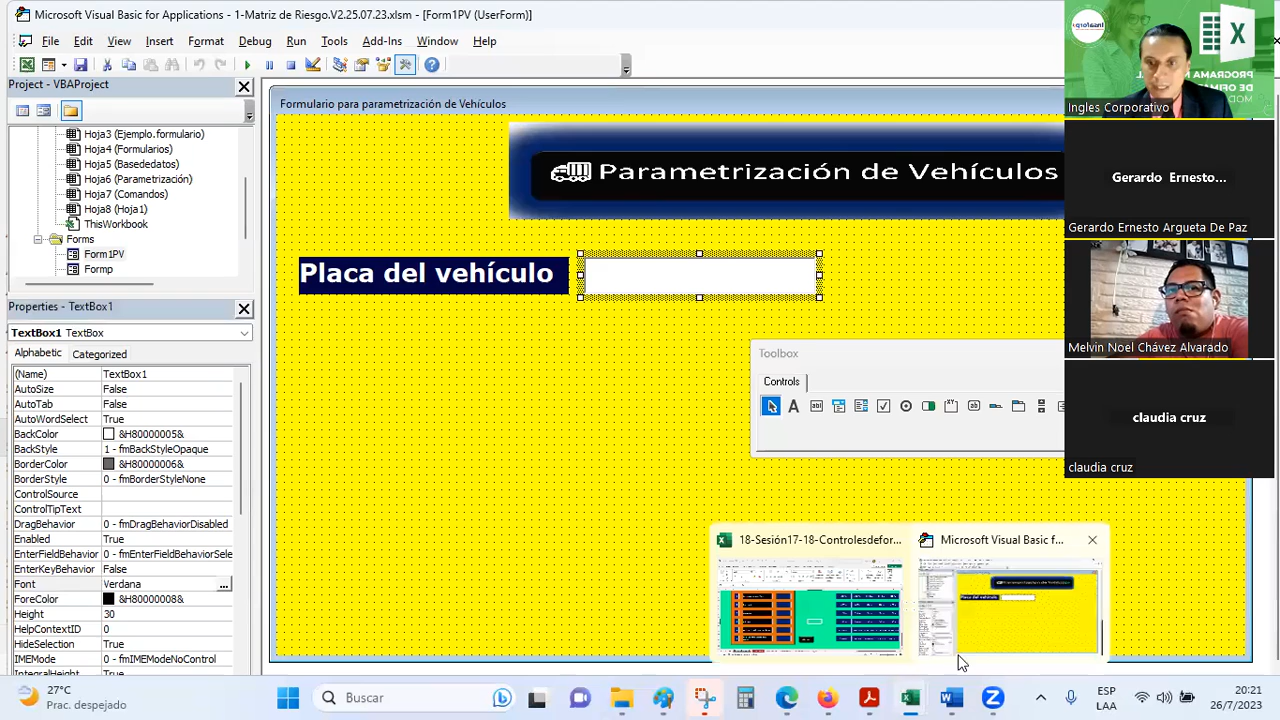 Microsoft Visual Basic for Applications - 1-Matriz de Riesgo.V2.25.07.23.xlsm - [Form1PV (UserForm)]
File Edit View Insert Format Debug Run Tools Window Help
Project - VBAProject
Hoja3 (Ejemplo.formulario)
Hoja4 (Formularios)
Hoja5 (Basededatos)
Hoja6 (Parametrización)
Hoja7 (Comandos)
Hoja8 (Hoja1)
ThisWorkbook
Forms
Form1PV
Formp
Properties - TextBox1
TextBox1 TextBox
Alphabetic Categorized
(Name) TextBox1
AutoSize False
AutoTab False
AutoWordSelect True
BackColor &H80000005&
BackStyle 1 - fmBackStyleOpaque
BorderColor &H80000006&
BorderStyle 0 - fmBorderStyleNone
ControlSource
ControlTipText
DragBehavior 0 - fmDragBehaviorDisabled
Enabled True
EnterFieldBehavior 0 - fmEnterFieldBehaviorSele
EnterKeyBehavior False
Font Verdana ...
ForeColor &H80000008&
Height 30
HelpContextID 0
HideSelection True
IMEMode 0 - fmIMEModeNoControl
IntegralHeight True
Formulario para parametrización de Vehículos
Parametrización de Vehículos
Placa del vehículo
Toolbox
Controls
18-Sesión17-18-Controlesdefor...
Microsoft Visual Basic f...
Ingles Corporativo
Gerardo Ernesto...
Gerardo Ernesto Argueta De Paz
Melvin Noel Chávez Alvarado
claudia cruz
claudia cruz
27°C
Prac. despejado
Buscar
ESP
LAA
20:21
26/7/2023